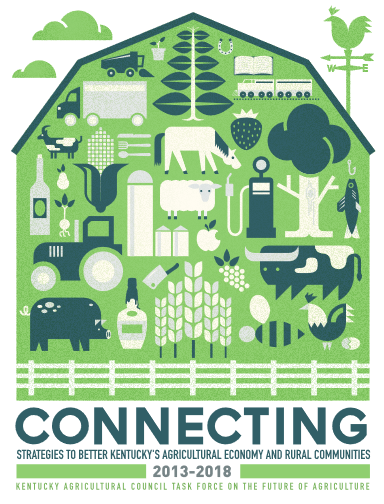 W E
CONNECTING
STRATEGIES TO BETTER KENTUCKY'S AGRICULTURAL ECONOMY AND RURAL COMMUNITIES
2013-2018
KENTUCKY AGRICULTURAL COUNCIL TASK FORCE ON THE FUTURE OF AGRICULTURE